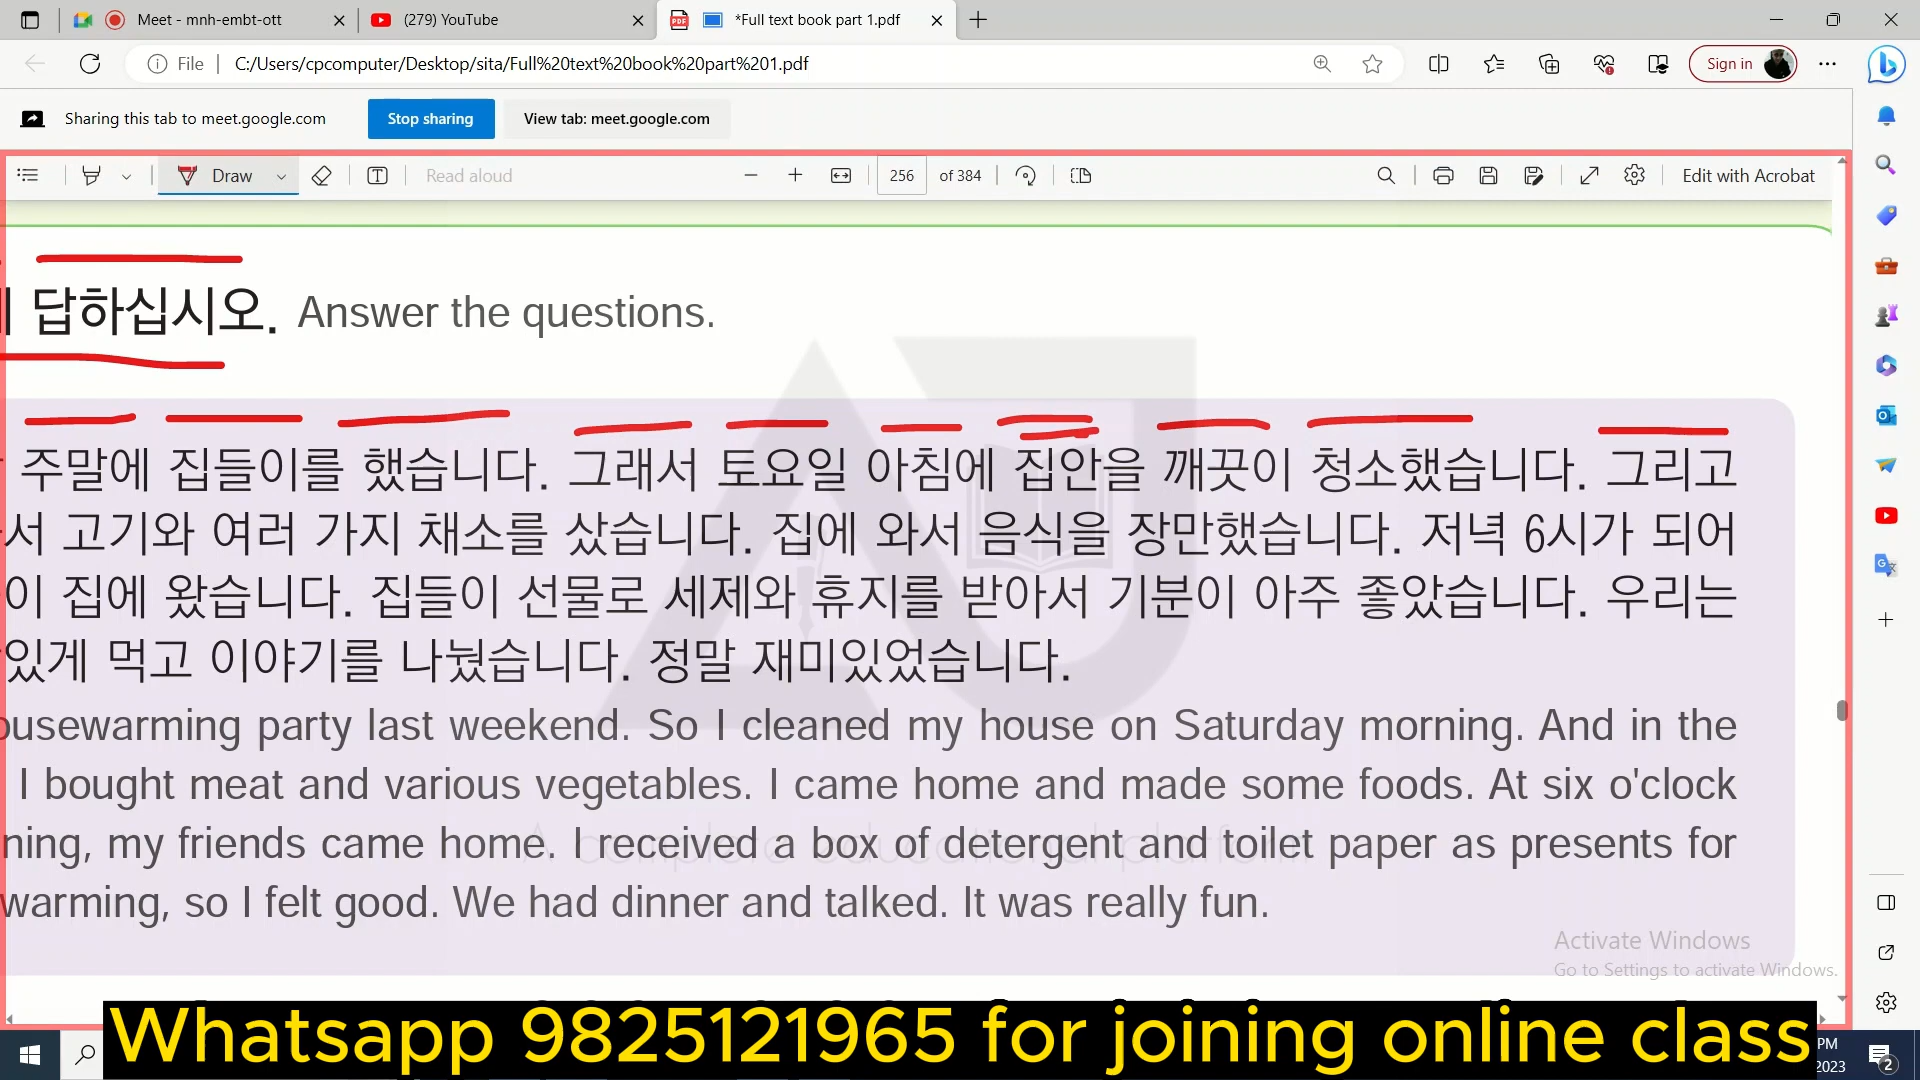 Meet - mnh-embt-ott
(279) YouTube
*Full text book part 1.pdf
File
C:/Users/cpcomputer/Desktop/sita/Full%20text%20book%20part%201.pdf
Sign in
Sharing this tab to meet.google.com
Stop sharing
View tab: meet.google.com
Draw
Read aloud
256 of 384
Edit with Acrobat
답하십시오. Answer the questions.
주말에 집들이를 했습니다. 그래서 토요일 아침에 집안을 깨끗이 청소했습니다. 그리고
서 고기와 여러 가지 채소를 샀습니다. 집에 와서 음식을 장만했습니다. 저녁 6시가 되어
이 집에 왔습니다. 집들이 선물로 세제와 휴지를 받아서 기분이 아주 좋았습니다. 우리는
있게 먹고 이야기를 나눴습니다. 정말 재미있었습니다.
ousewarming party last weekend. So I cleaned my house on Saturday morning. And in the
I bought meat and various vegetables. I came home and made some foods. At six o'clock
ning, my friends came home. I received a box of detergent and toilet paper as presents for
warming, so I felt good. We had dinner and talked. It was really fun.
A complete educational platform
Activate Windows
Go to Settings to activate Windows.
Whatsapp 9825121965 for joining online class
PM
2023
2